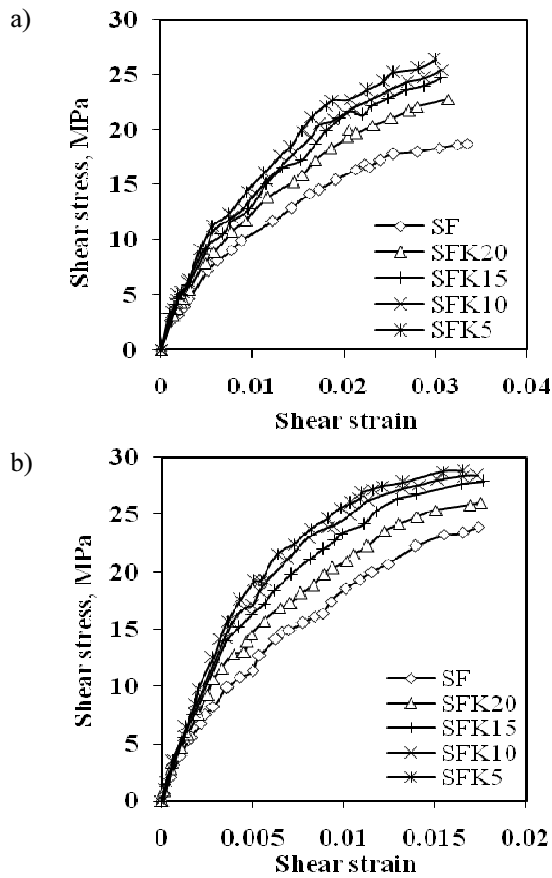 a)
Shear stress, MPa
30
25
20
15
10
5
0
0 0.01 0.02 0.03 0.04
Shear strain
SF
SFK20
SFK15
SFK10
SFK5
b)
Shear stress, MPa
30
25
20
15
10
5
0
0 0.005 0.01 0.015 0.02
Shear strain
SF
SFK20
SFK15
SFK10
SFK5